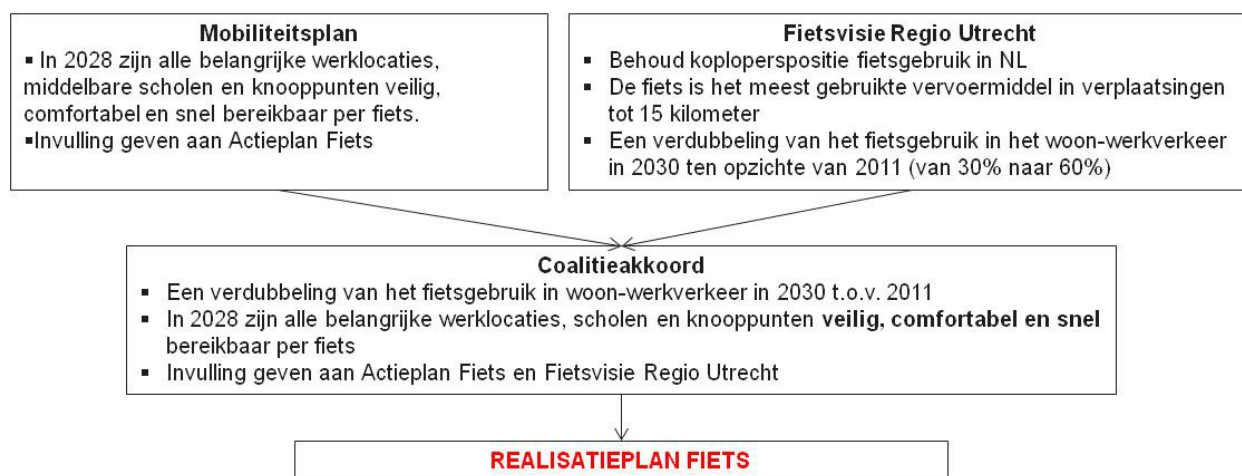 Mobiliteitsplan
▪ In 2028 zijn alle belangrijke werklocaties,
middelbare scholen en knooppunten veilig,
comfortabel en snel bereikbaar per fiets.
▪Invulling geven aan Actieplan Fiets
Fietsvisie Regio Utrecht
▪ Behoud koploperspositie fietsgebruik in NL
▪ De fiets is het meest gebruikte vervoermiddel in verplaatsingen
tot 15 kilometer
▪ Een verdubbeling van het fietsgebruik in het woon-werkverkeer
in 2030 ten opzichte van 2011 (van 30% naar 60%)
Coalitieakkoord
▪ Een verdubbeling van het fietsgebruik in woon-werkverkeer in 2030 t.o.v. 2011
▪ In 2028 zijn alle belangrijke werklocaties, scholen en knooppunten veilig, comfortabel en snel
bereikbaar per fiets
▪ Invulling geven aan Actieplan Fiets en Fietsvisie Regio Utrecht
REALISATIEPLAN FIETS